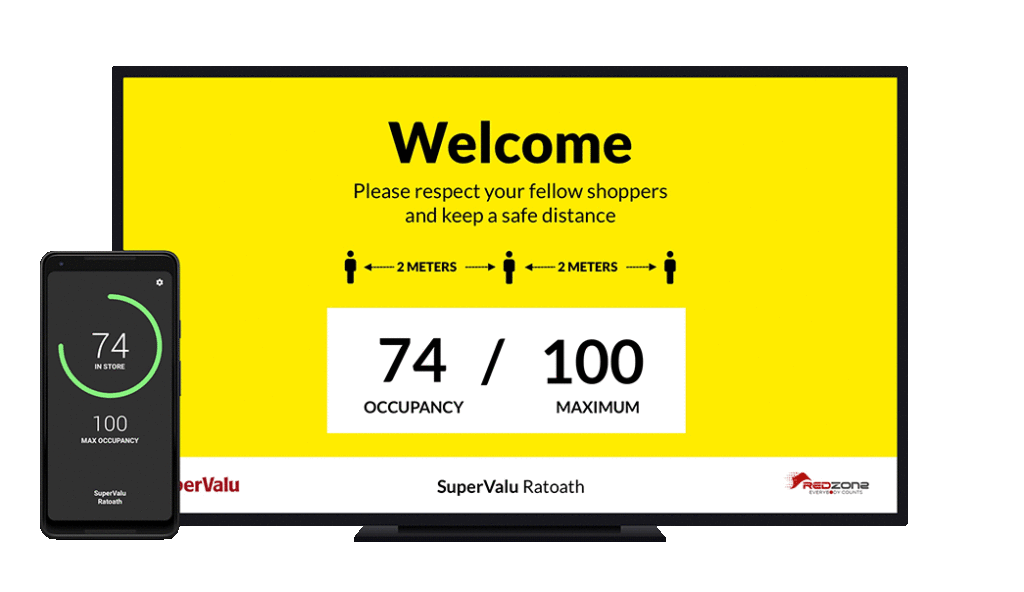 Welcome
Please respect your fellow shoppers
and keep a safe distance
2 METERS
2 METERS
74 / 100
OCCUPANCY
MAXIMUM
perValu
SuperValu Ratoath
REDZONE
EVERYBODY COUNTS
74
IN STORE
100
MAX OCCUPANCY
SuperValu
Ratoath